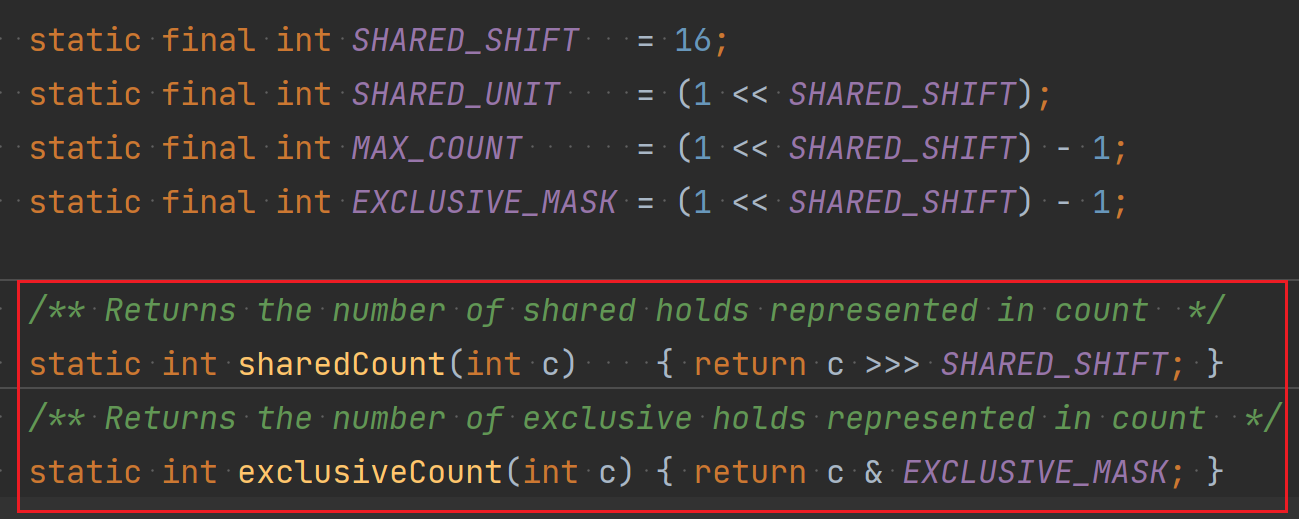 static final int SHARED_SHIFT   = 16;
static final int SHARED_UNIT    = (1 << SHARED_SHIFT);
static final int MAX_COUNT      = (1 << SHARED_SHIFT) - 1;
static final int EXCLUSIVE_MASK = (1 << SHARED_SHIFT) - 1;
/** Returns the number of shared holds represented in count  */
static int sharedCount(int c)    { return c >>> SHARED_SHIFT; }
/** Returns the number of exclusive holds represented in count  */
static int exclusiveCount(int c) { return c & EXCLUSIVE_MASK; }